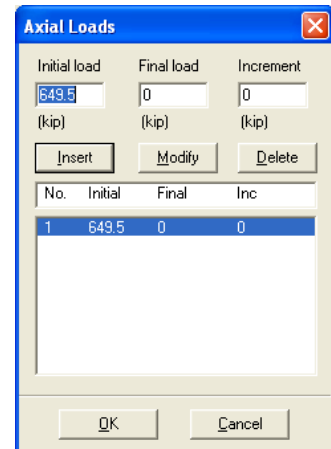 Axial Loads
Initial load Final load Increment
649.5 0 0
(kip) (kip) (kip)
Insert Modify Delete
No. Initial Final Inc
1 649.5 0 0
OK Cancel